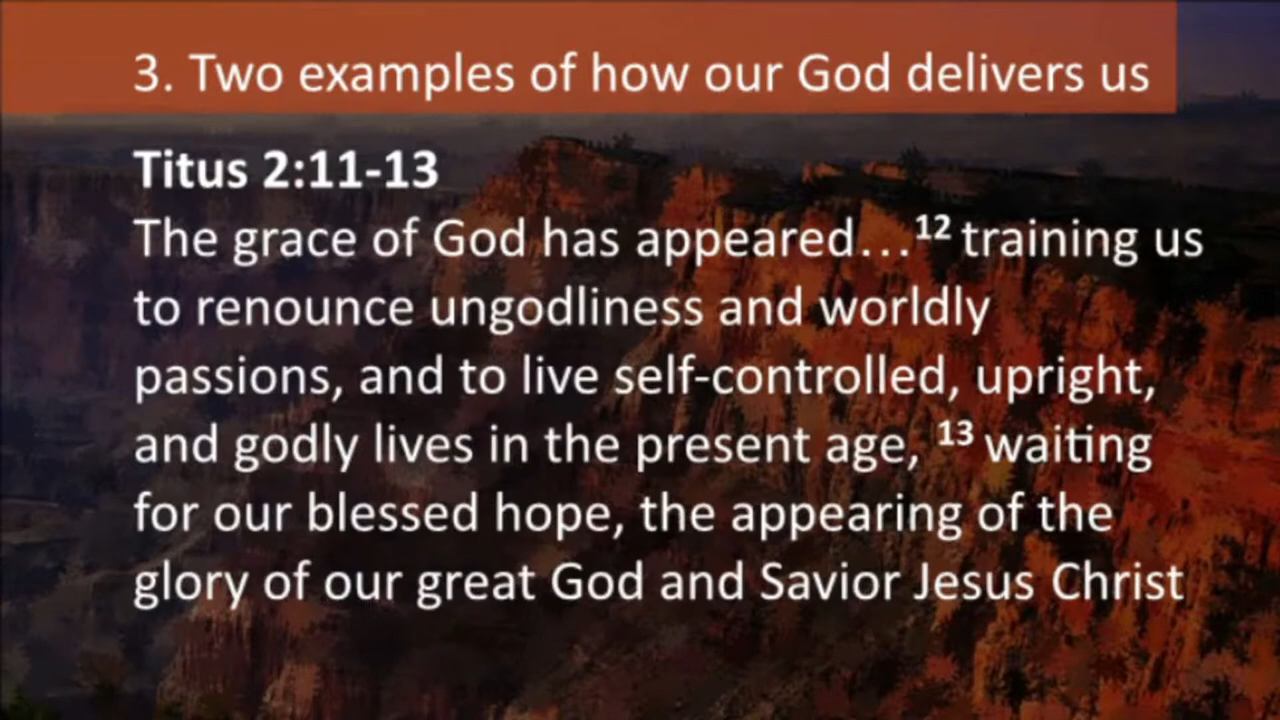 3. Two examples of how our God delivers us
Titus 2:11-13
The grace of God has appeared…¹² training us
to renounce ungodliness and worldly
passions, and to live self-controlled, upright,
and godly lives in the present age, ¹³ waiting
for our blessed hope, the appearing of the
glory of our great God and Savior Jesus Christ